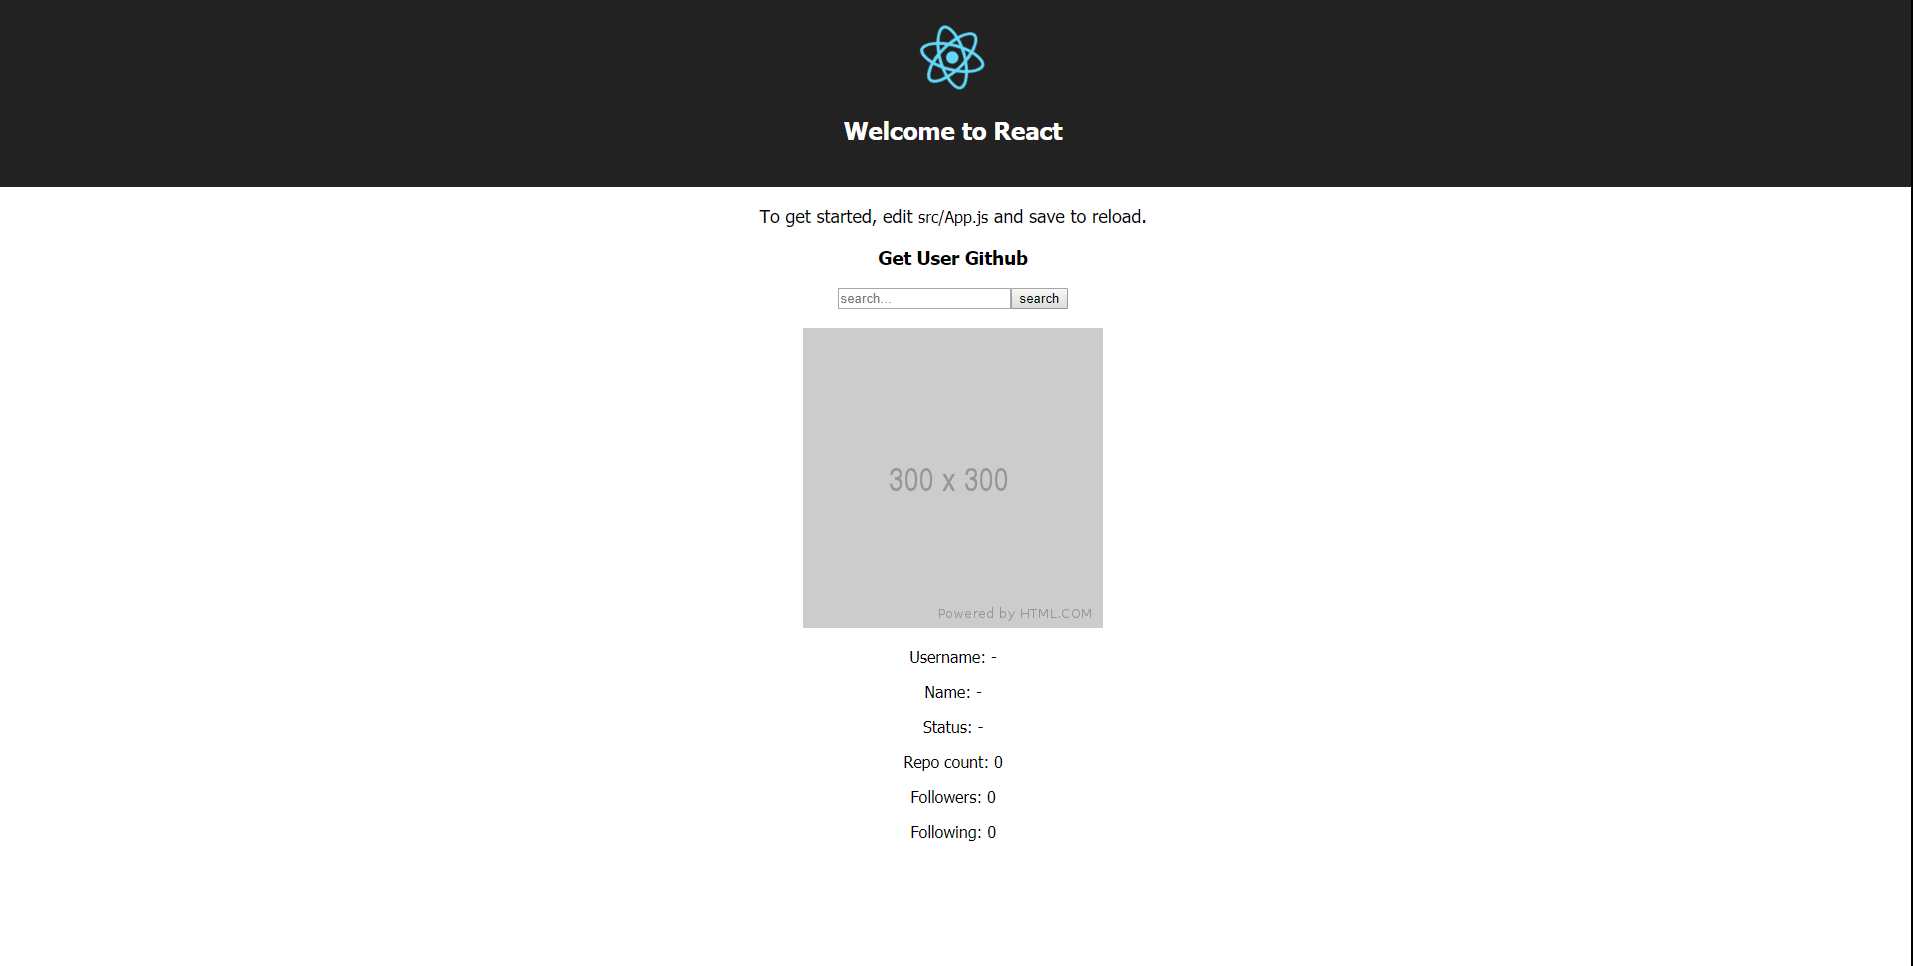 Welcome to React
To get started, edit src/App.js and save to reload.
Get User Github
search... search
300 x 300
Powered by HTML.COM
Username: -
Name: -
Status: -
Repo count: 0
Followers: 0
Following: 0